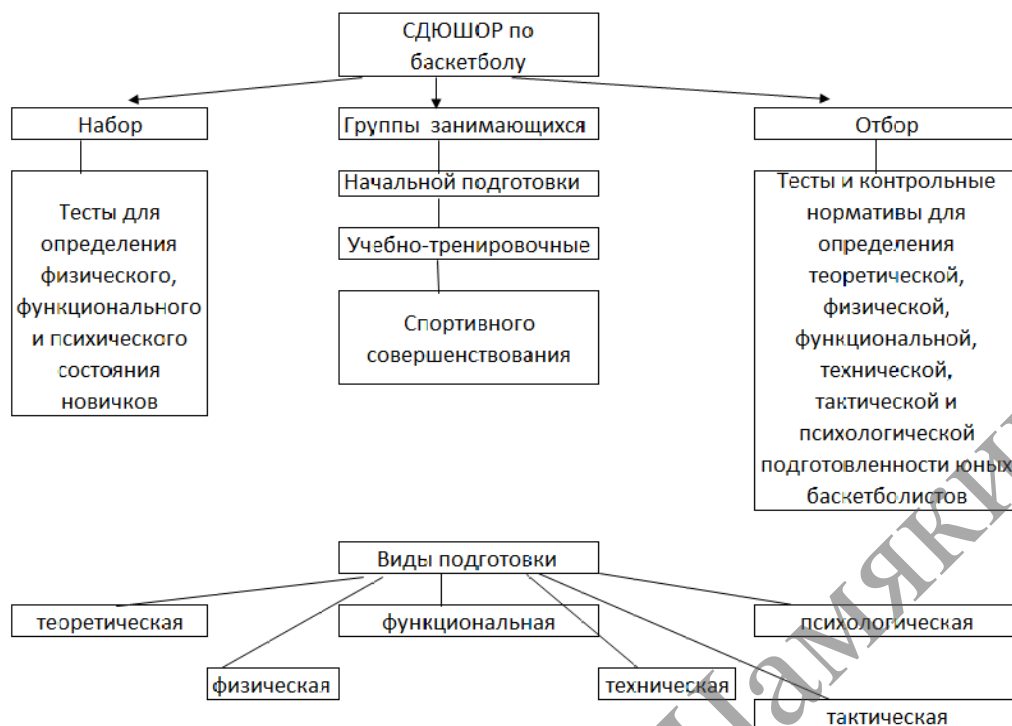 СДЮШОР по
баскетболу
Набор
Группы занимающихся
Отбор
Тесты для
определения
физического,
функционального
и психического
состояния
новичков
Начальной подготовки
Учебно-тренировочные
Спортивного
совершенствования
Тесты и контрольные
нормативы для
определения
теоретической,
физической,
функциональной,
технической,
тактической и
психологической
подготовленности юных
баскетболистов
Виды подготовки
теоретическая
функциональная
психологическая
физическая
техническая
тактическая